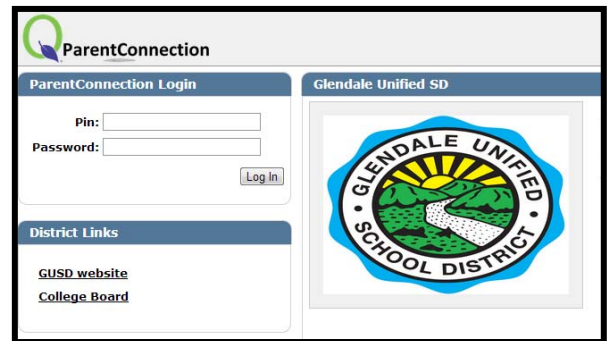 Q ParentConnection
ParentConnection Login
Pin:
Password:
Log In
District Links
GUSD website
College Board
Glendale Unified SD
GLENDALE UNIFIED
SCHOOL DISTRICT